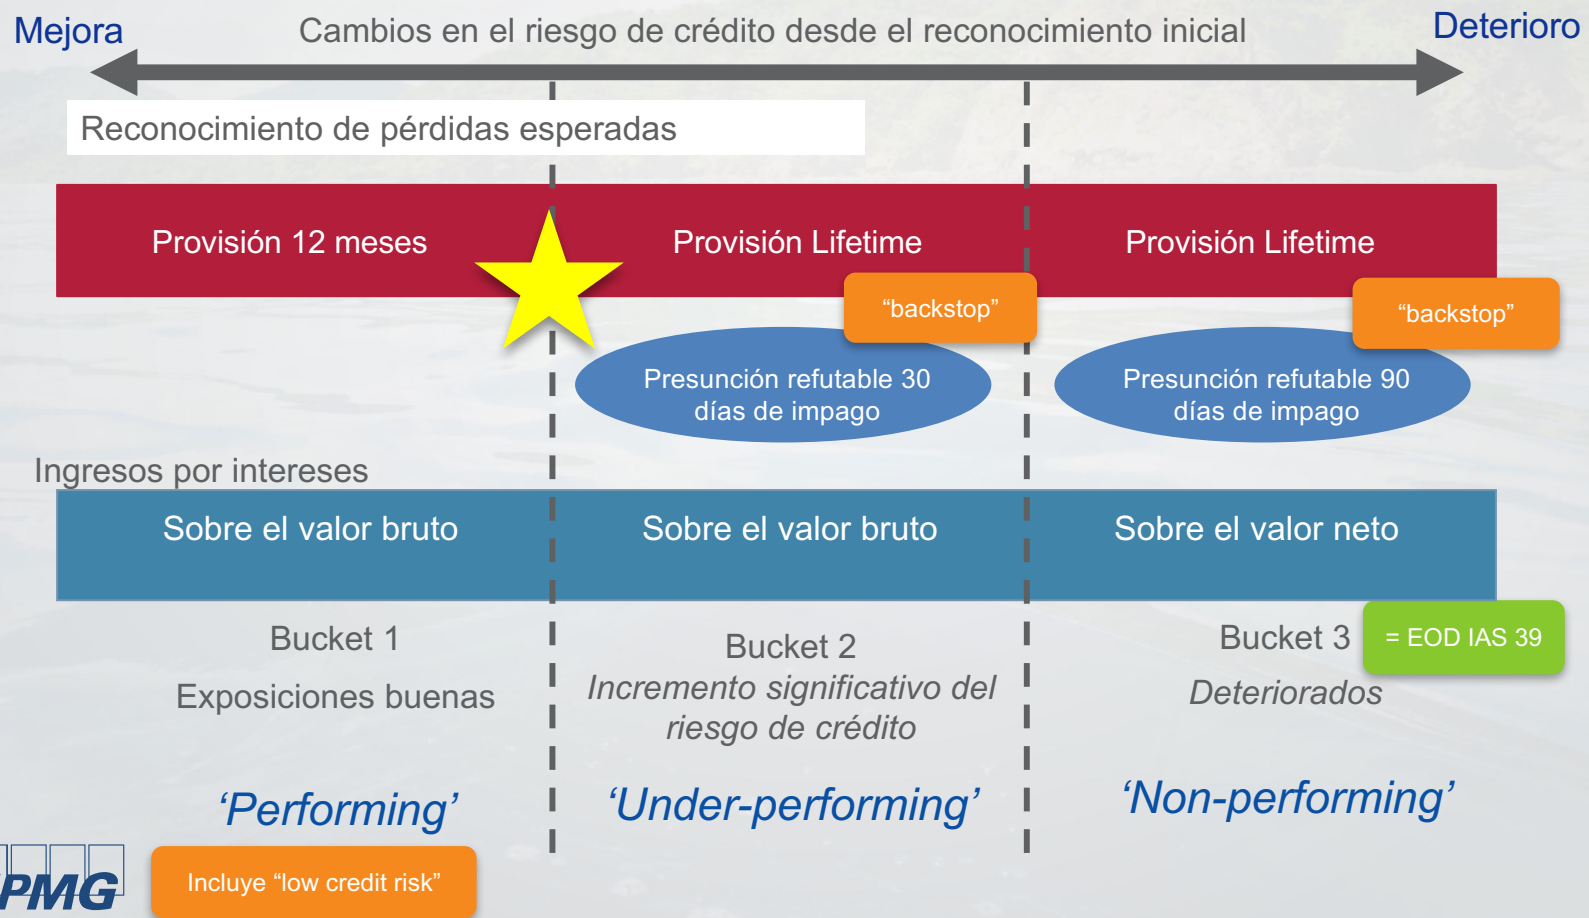 Mejora
Cambios en el riesgo de crédito desde el reconocimiento inicial
Deterioro
Reconocimiento de pérdidas esperadas
Provisión 12 meses
Provisión Lifetime
Provisión Lifetime
“backstop”
“backstop”
Presunción refutable 30
días de impago
Presunción refutable 90
días de impago
Ingresos por intereses
Sobre el valor bruto
Sobre el valor bruto
Sobre el valor neto
Bucket 1
Exposiciones buenas
Bucket 2
Incremento significativo del
riesgo de crédito
Bucket 3
= EOD IAS 39
Deteriorados
‘Performing’
‘Under-performing’
‘Non-performing’
KPMG
Incluye “low credit risk”